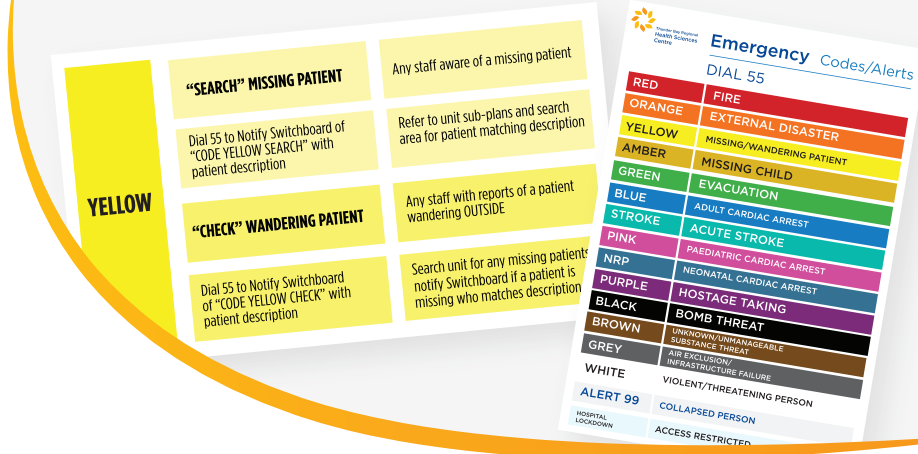 YELLOW
“SEARCH” MISSING PATIENT
Any staff aware of a missing patient
Dial 55 to Notify Switchboard of
“CODE YELLOW SEARCH” with
patient description
Refer to unit sub-plans and search
area for patient matching description
“CHECK” WANDERING PATIENT
Any staff with reports of a patient
wandering OUTSIDE
Dial 55 to Notify Switchboard
of “CODE YELLOW CHECK” with
patient description
Search unit for any missing patients
notify Switchboard if a patient is
missing who matches description
Thunder Bay Regional
Health Sciences
Centre
Emergency Codes/Alerts
DIAL 55
RED FIRE
ORANGE EXTERNAL DISASTER
YELLOW MISSING/WANDERING PATIENT
AMBER MISSING CHILD
GREEN EVACUATION
BLUE ADULT CARDIAC ARREST
STROKE ACUTE STROKE
PINK PAEDIATRIC CARDIAC ARREST
NRP NEONATAL CARDIAC ARREST
PURPLE HOSTAGE TAKING
BLACK BOMB THREAT
BROWN UNKNOWN/UNMANAGEABLE
SUBSTANCE THREAT
GREY AIR EXCLUSION/
INFRASTRUCTURE FAILURE
WHITE VIOLENT/THREATENING PERSON
ALERT 99 COLLAPSED PERSON
HOSPITAL
LOCKDOWN
ACCESS RESTRICTED